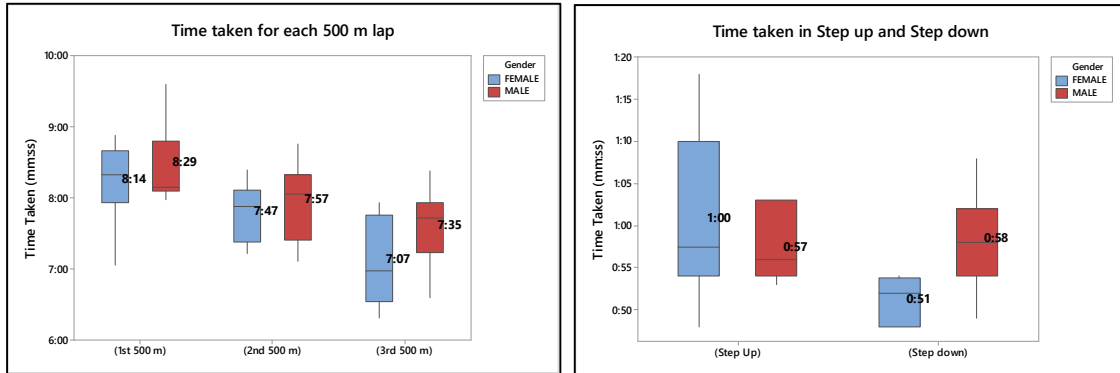 Time taken for each 500 m lap
10:00
9:00
8:00
7:00
6:00
Time Taken (mm:ss)
8:14
8:29
7:47
7:57
7:07
7:35
(1st 500 m)
(2nd 500 m)
(3rd 500 m)
Gender
FEMALE
MALE
Time taken in Step up and Step down
1:20
1:15
1:10
1:05
1:00
0:55
0:50
Time Taken (mm:ss)
1:00
0:57
0:51
0:58
(Step Up)
(Step down)
Gender
FEMALE
MALE